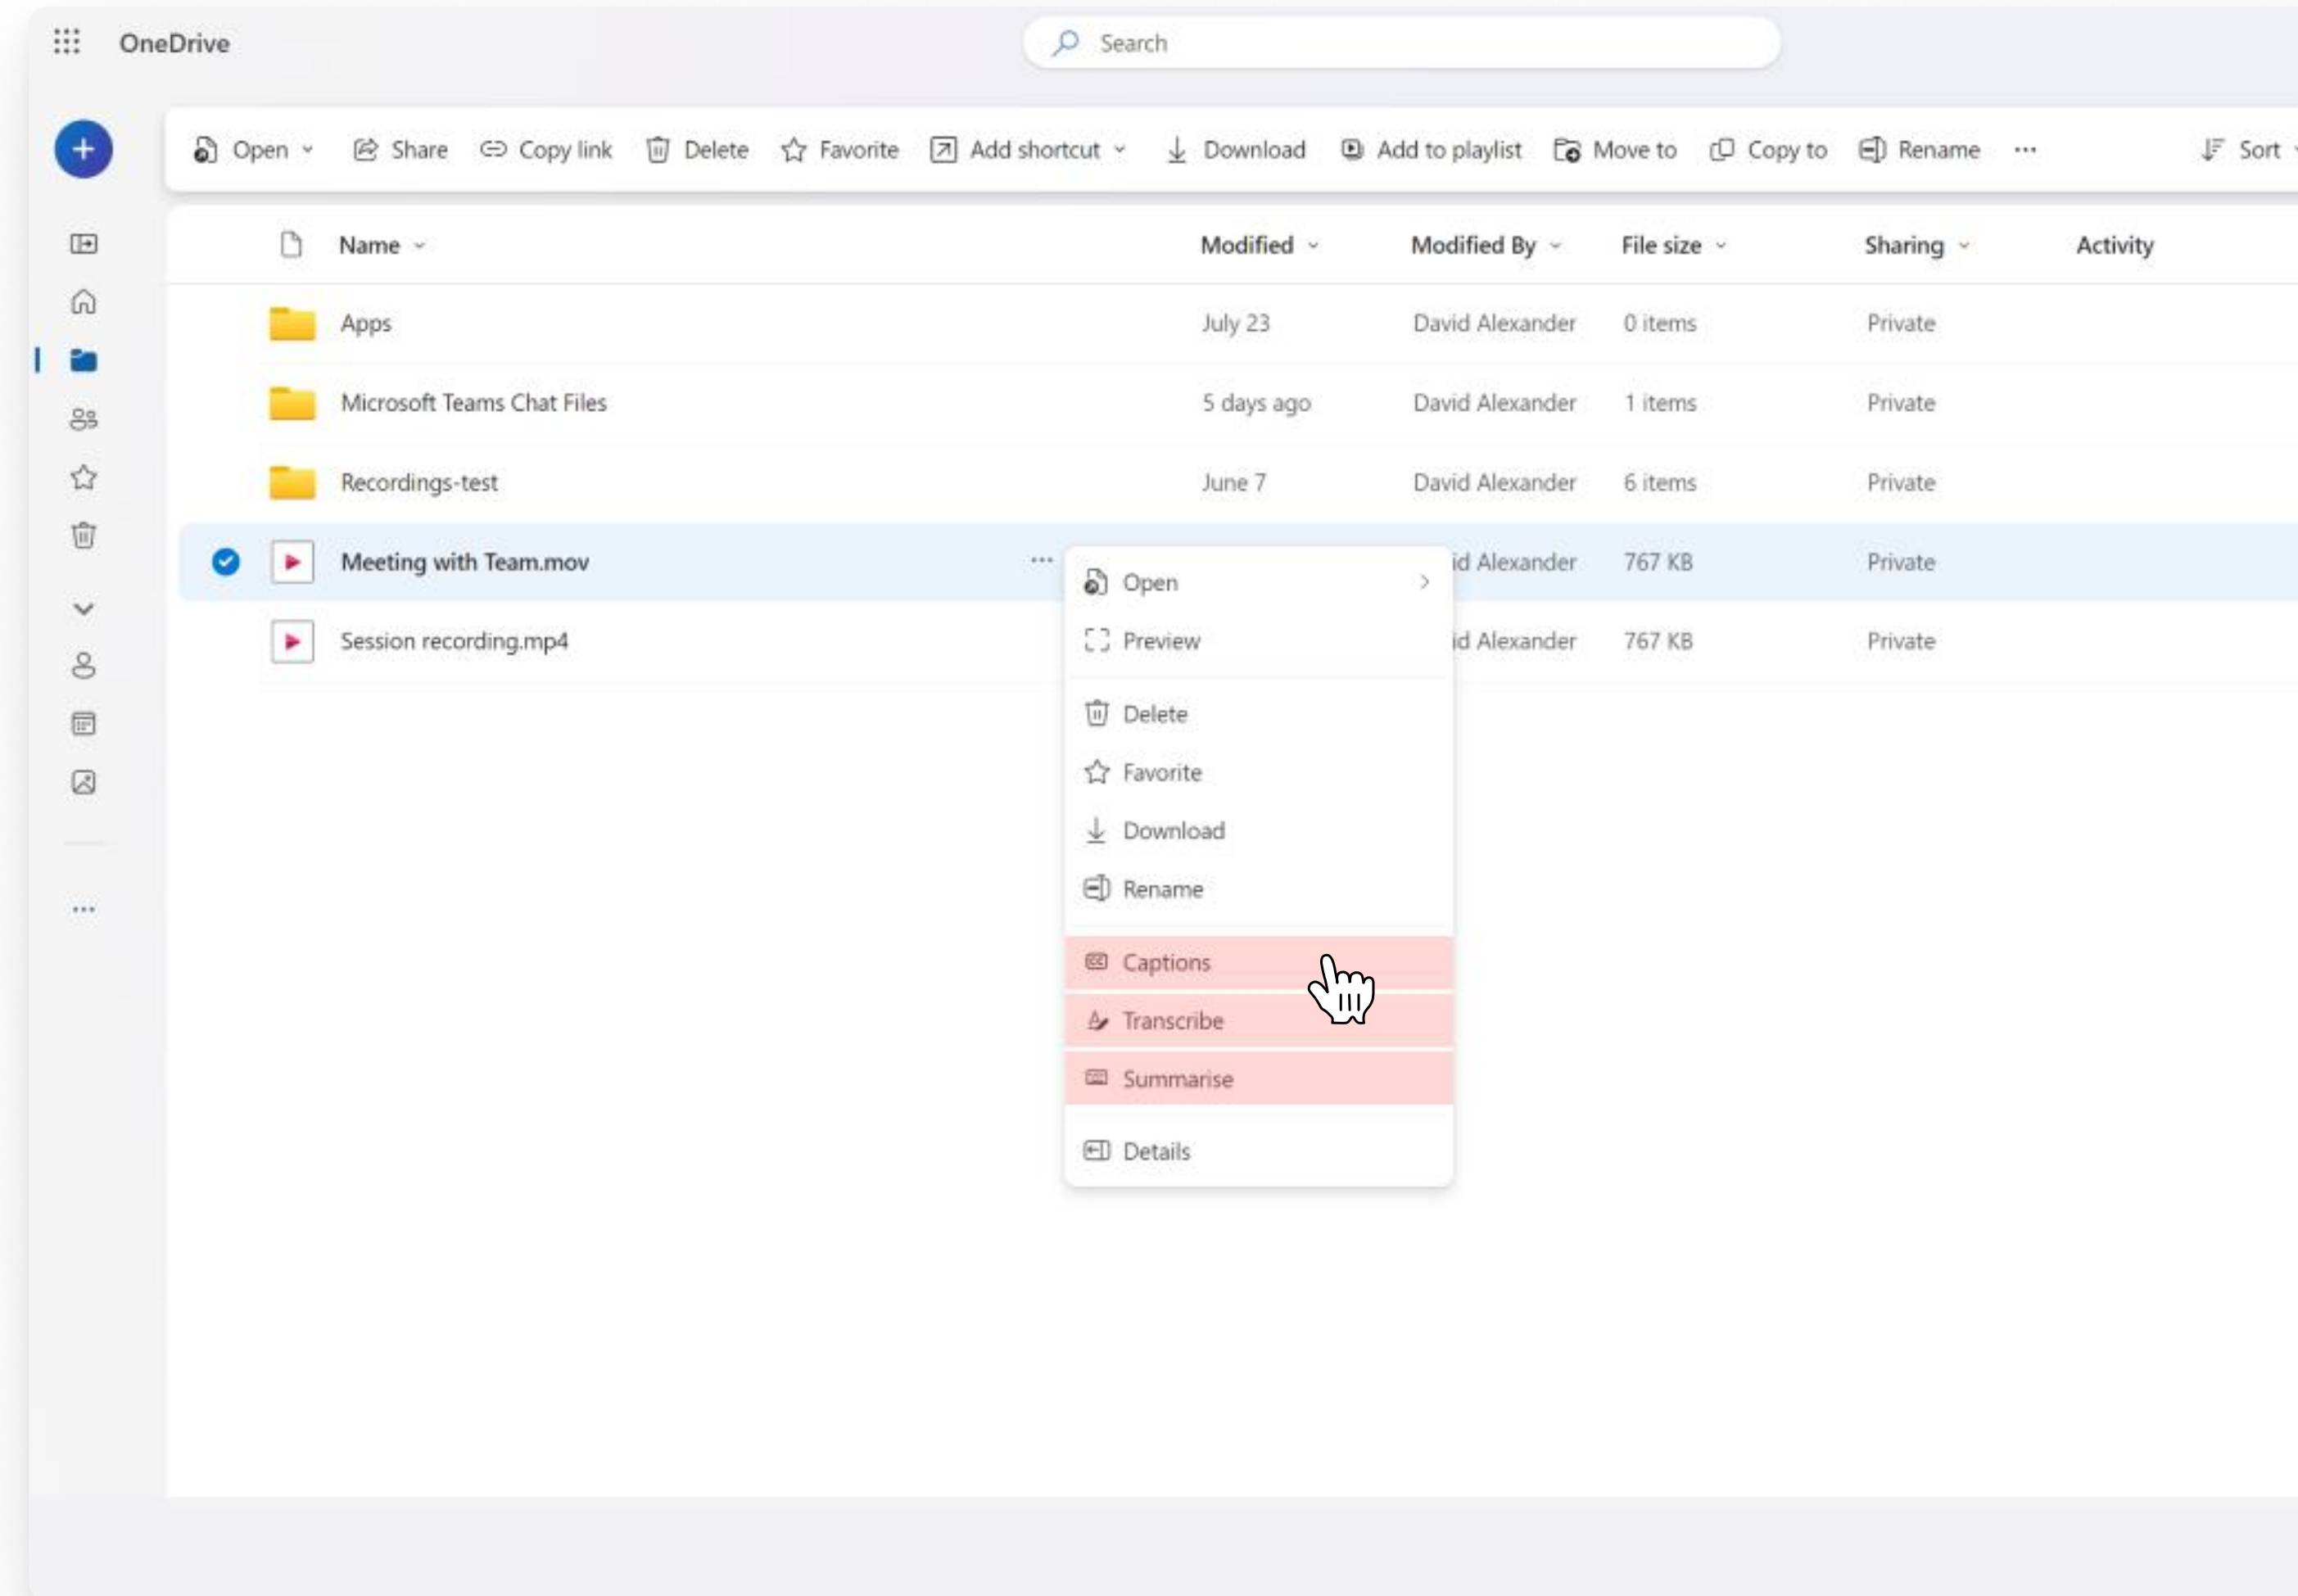 OneDrive
Search
Open Share Copy link Delete Favorite Add shortcut Download Add to playlist Move to Copy to Rename ... Sort
Name Modified Modified By File size Sharing Activity
Apps July 23 David Alexander 0 items Private
Microsoft Teams Chat Files 5 days ago David Alexander 1 items Private
Recordings-test June 7 David Alexander 6 items Private
Meeting with Team.mov ... id Alexander 767 KB Private
Open
Session recording.mp4 id Alexander 767 KB Private
Preview
Delete
Favorite
Download
Rename
Captions
Transcribe
Summarise
Details